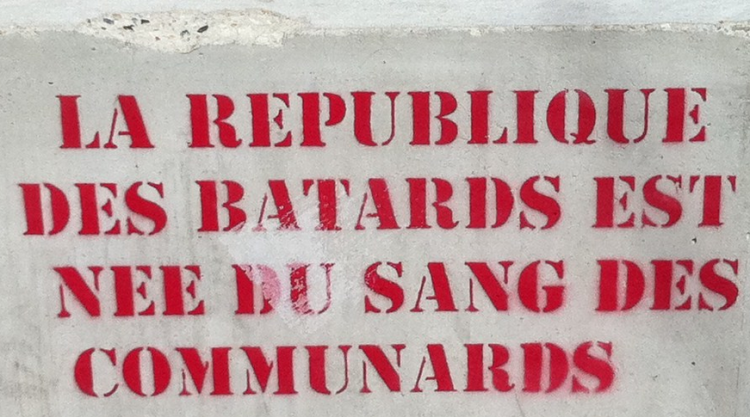 LA REPUBLIQUE
DES BATARDS EST
NEE DU SANG DES
COMMUNARDS